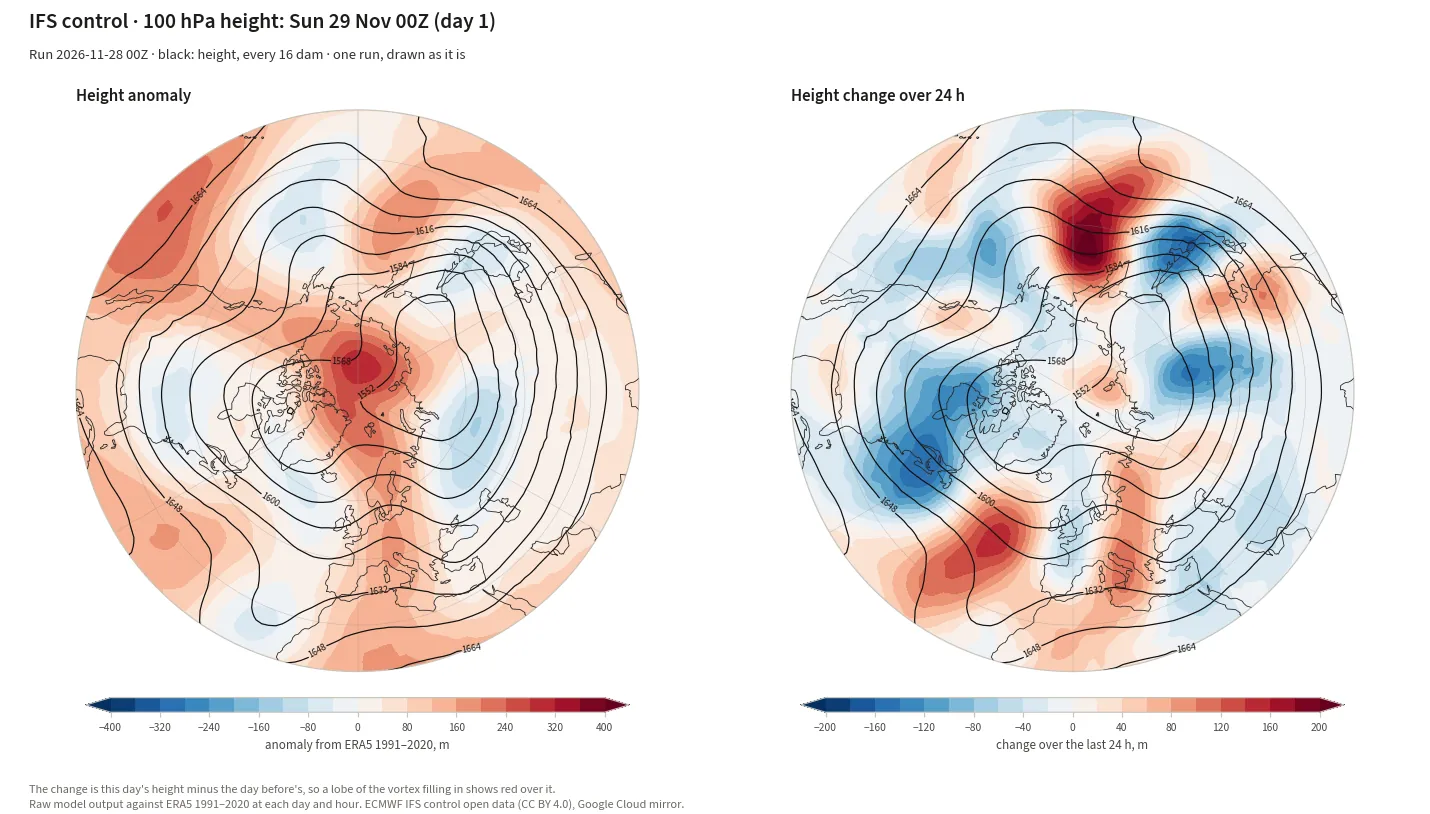 IFS control · 100 hPa height: Sun 29 Nov 00Z (day 1)
Run 2026-11-28 00Z · black: height, every 16 dam · one run, drawn as it is
Height anomaly
Height change over 24 h
1664
1664
1616
1584
1568
1552
1600
1648
1632
1648
1664
1664
1664
1616
1584
1568
1552
1600
1648
1632
1648
1664
−400 −320 −240 −160 −80 0 80 160 240 320 400
anomaly from ERA5 1991–2020, m
−200 −160 −120 −80 −40 0 40 80 120 160 200
change over the last 24 h, m
The change is this day's height minus the day before's, so a lobe of the vortex filling in shows red over it.
Raw model output against ERA5 1991–2020 at each day and hour. ECMWF IFS control open data (CC BY 4.0), Google Cloud mirror.